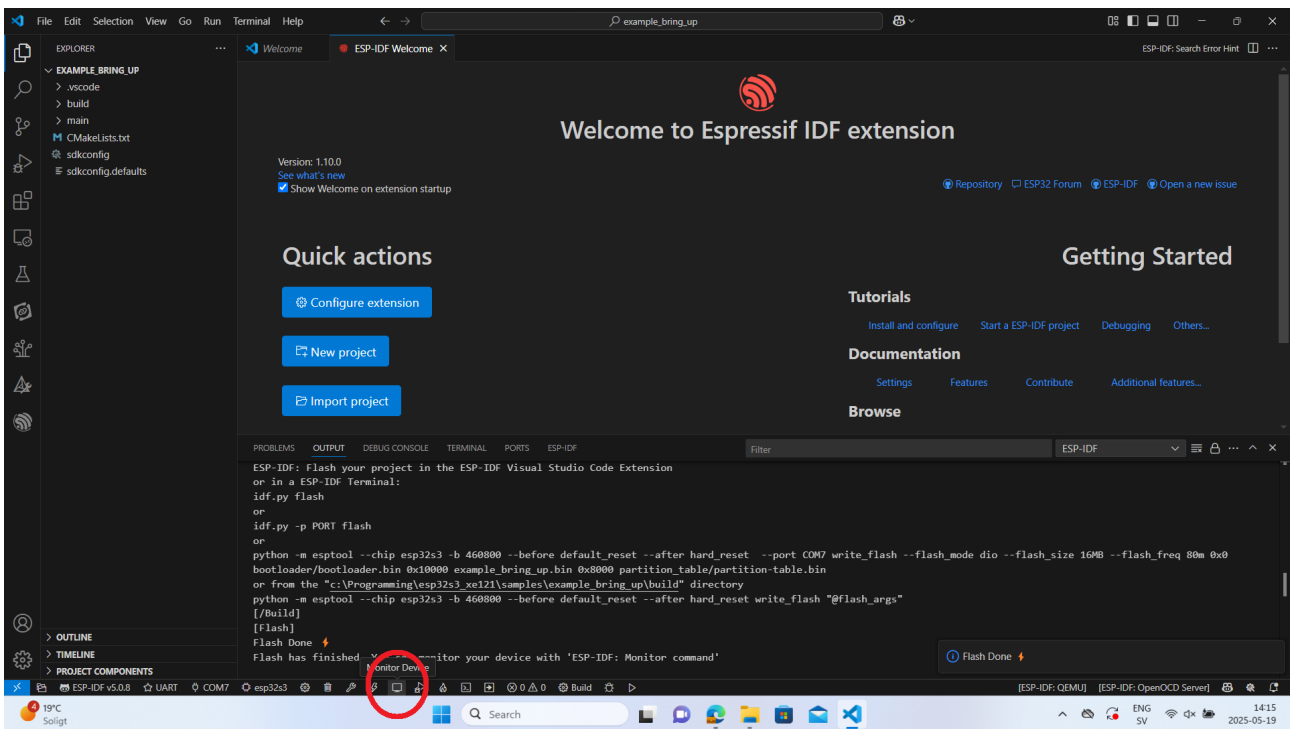 File Edit Selection View Go Run Terminal Help
example_bring_up
EXPLORER
EXAMPLE_BRING_UP
.vscode
build
main
CMakeLists.txt
sdkconfig
sdkconfig.defaults
OUTLINE
TIMELINE
PROJECT COMPONENTS
Welcome
ESP-IDF Welcome
ESP-IDF: Search Error Hint
Welcome to Espressif IDF extension
Version: 1.10.0
See what's new
Show Welcome on extension startup
Repository ESP32 Forum ESP-IDF Open a new issue
Quick actions
Configure extension
New project
Import project
Getting Started
Tutorials
Install and configure Start a ESP-IDF project Debugging Others...
Documentation
Settings Features Contribute Additional features...
Browse
PROBLEMS OUTPUT DEBUG CONSOLE TERMINAL PORTS ESP-IDF
Filter
ESP-IDF
ESP-IDF: Flash your project in the ESP-IDF Visual Studio Code Extension
or in a ESP-IDF Terminal:
idf.py flash
or
idf.py -p PORT flash
or
python -m esptool --chip esp32s3 -b 460800 --before default_reset --after hard_reset --port COM7 write_flash --flash_mode dio --flash_size 16MB --flash_freq 80m 0x0
bootloader/bootloader.bin 0x10000 example_bring_up.bin 0x8000 partition_table/partition-table.bin
or from the "c:\Programming\esp32s3_xe121\samples\example_bring_up\build" directory
python -m esptool --chip esp32s3 -b 460800 --before default_reset --after hard_reset write_flash "@flash_args"
[/Build]
[Flash]
Flash Done
Flash has finished. monitor your device with 'ESP-IDF: Monitor command'
Monitor Device
Flash Done
ESP-IDF v5.0.8 UART COM7 esp32s3 0 0 Build [ESP-IDF: QEMU] [ESP-IDF: OpenOCD Server]
4
19°C
Soligt
Search
ENG
SV
14:15
2025-05-19